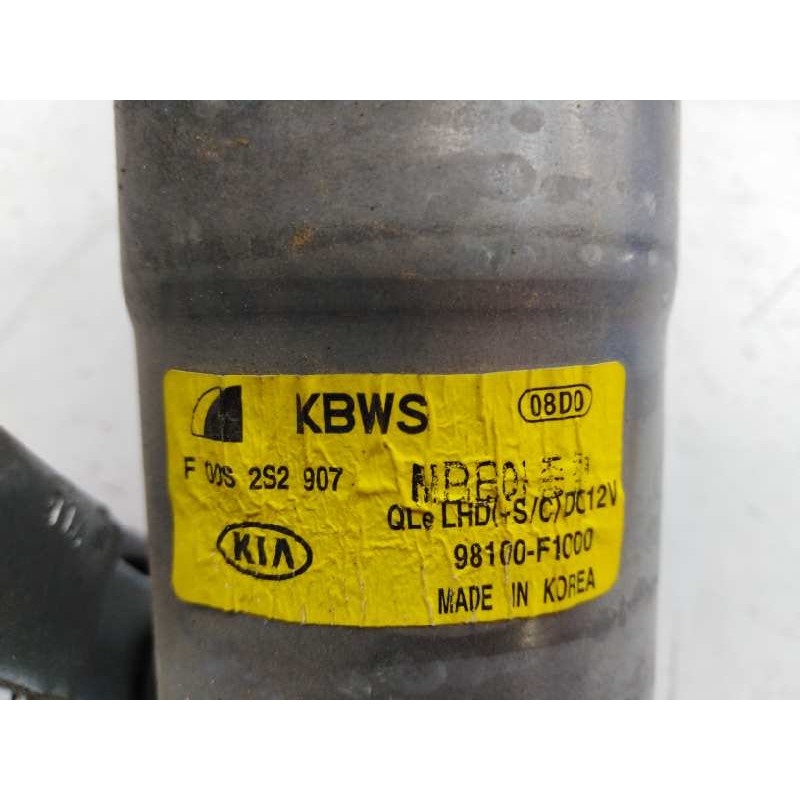 KBWS
08D0
F 00S 2S2 907
QLe LHD(-S/C)DC12V
KIA
98100-F1000
MADE IN KOREA